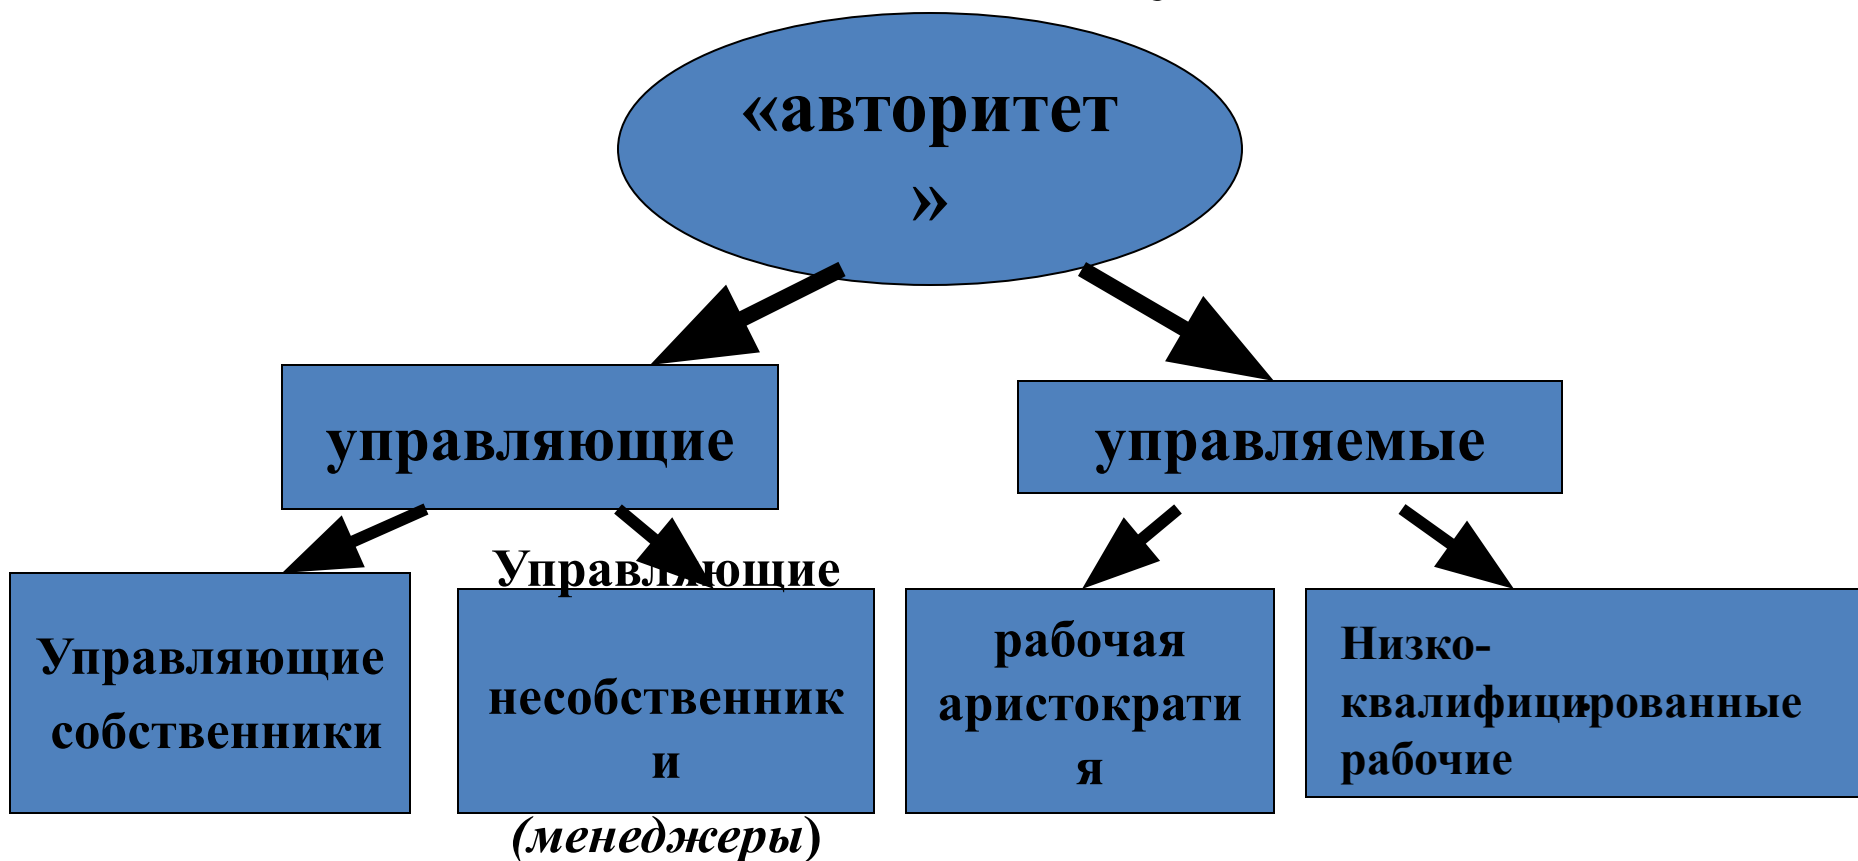 «авторитет
»
управляющие
управляемые
Управляющие
собственники
Управляющие
несобственник
и
(менеджеры)
рабочая
аристократи
я
Низко-
квалифицированные
рабочие